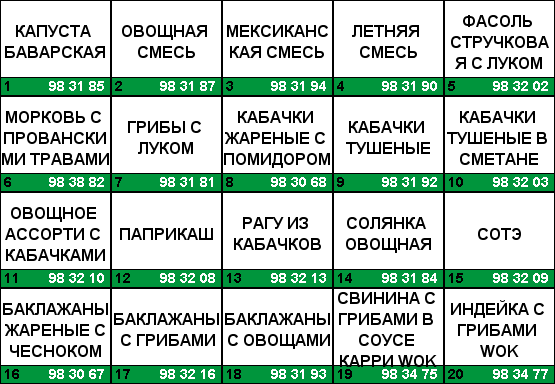 КАПУСТА
БАВАРСКАЯ
1 98 31 85
ОВОЩНАЯ
СМЕСЬ
2 98 31 87
МЕКСИКАНС
КАЯ СМЕСЬ
3 98 31 94
ЛЕТНЯЯ
СМЕСЬ
4 98 31 90
ФАСОЛЬ
СТРУЧКОВА
Я С ЛУКОМ
5 98 32 02
МОРКОВЬ С
ПРОВАНСКИ
МИ ТРАВАМИ
6 98 38 82
ГРИБЫ С
ЛУКОМ
7 98 31 81
КАБАЧКИ
ЖАРЕНЫЕ С
ПОМИДОРОМ
8 98 30 68
КАБАЧКИ
ТУШЕНЫЕ
9 98 31 92
КАБАЧКИ
ТУШЕНЫЕ В
СМЕТАНЕ
10 98 32 03
ОВОЩНОЕ
АССОРТИ С
КАБАЧКАМИ
11 98 32 10
ПАПРИКАШ
12 98 32 08
РАГУ ИЗ
КАБАЧКОВ
13 98 32 13
СОЛЯНКА
ОВОЩНАЯ
14 98 31 84
СОТЭ
15 98 32 09
БАКЛАЖАНЫ
ЖАРЕНЫЕ С
ЧЕСНОКОМ
16 98 30 67
БАКЛАЖАНЫ
С ГРИБАМИ
17 98 32 16
БАКЛАЖАНЫ
С ОВОЩАМИ
18 98 31 93
СВИНИНА С
ГРИБАМИ В
СОУСЕ
КАРРИ WOK
19 98 34 75
ИНДЕЙКА С
ГРИБАМИ
WOK
20 98 34 77